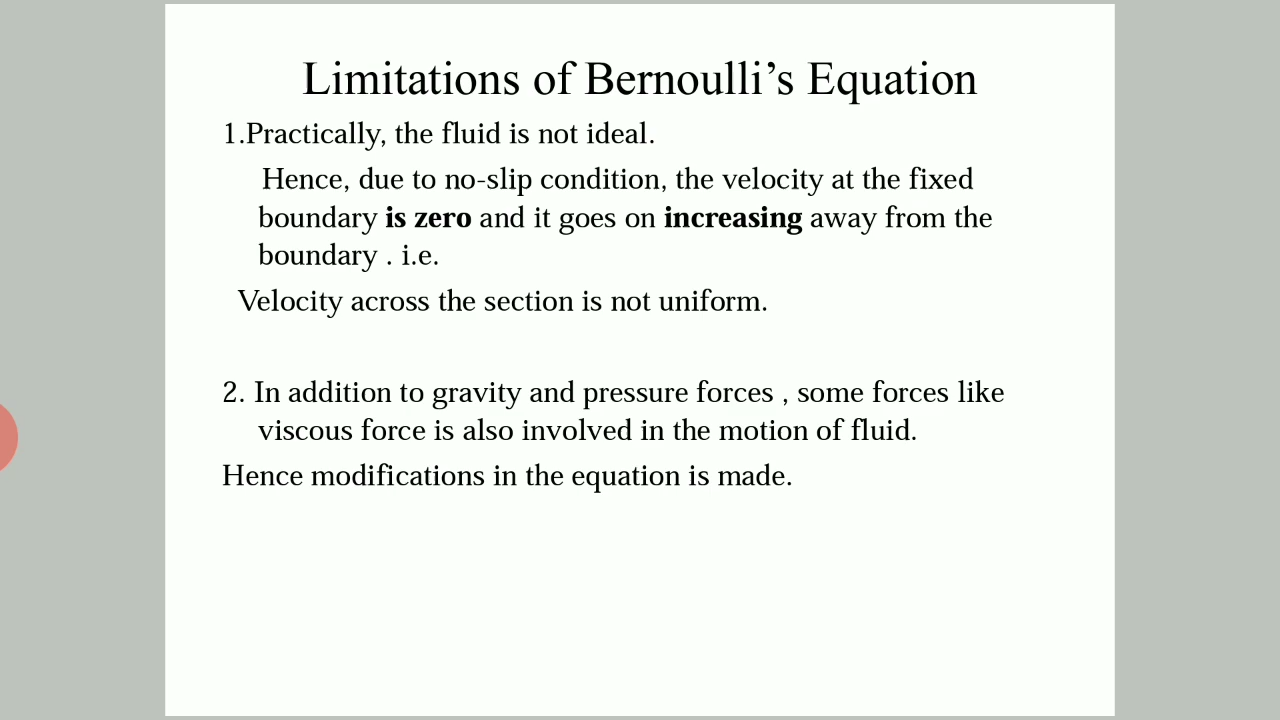 Limitations of Bernoulli’s Equation
1.Practically, the fluid is not ideal.
Hence, due to no-slip condition, the velocity at the fixed
boundary is zero and it goes on increasing away from the
boundary . i.e.
Velocity across the section is not uniform.
2. In addition to gravity and pressure forces , some forces like
viscous force is also involved in the motion of fluid.
Hence modifications in the equation is made.